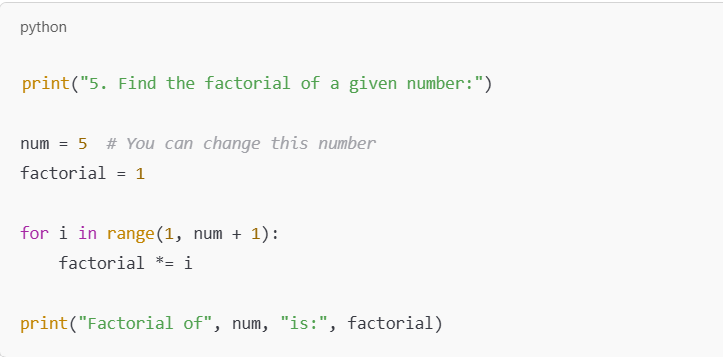 python
print("5. Find the factorial of a given number:")
num = 5  # You can change this number
factorial = 1
for i in range(1, num + 1):
    factorial *= i
print("Factorial of", num, "is:", factorial)